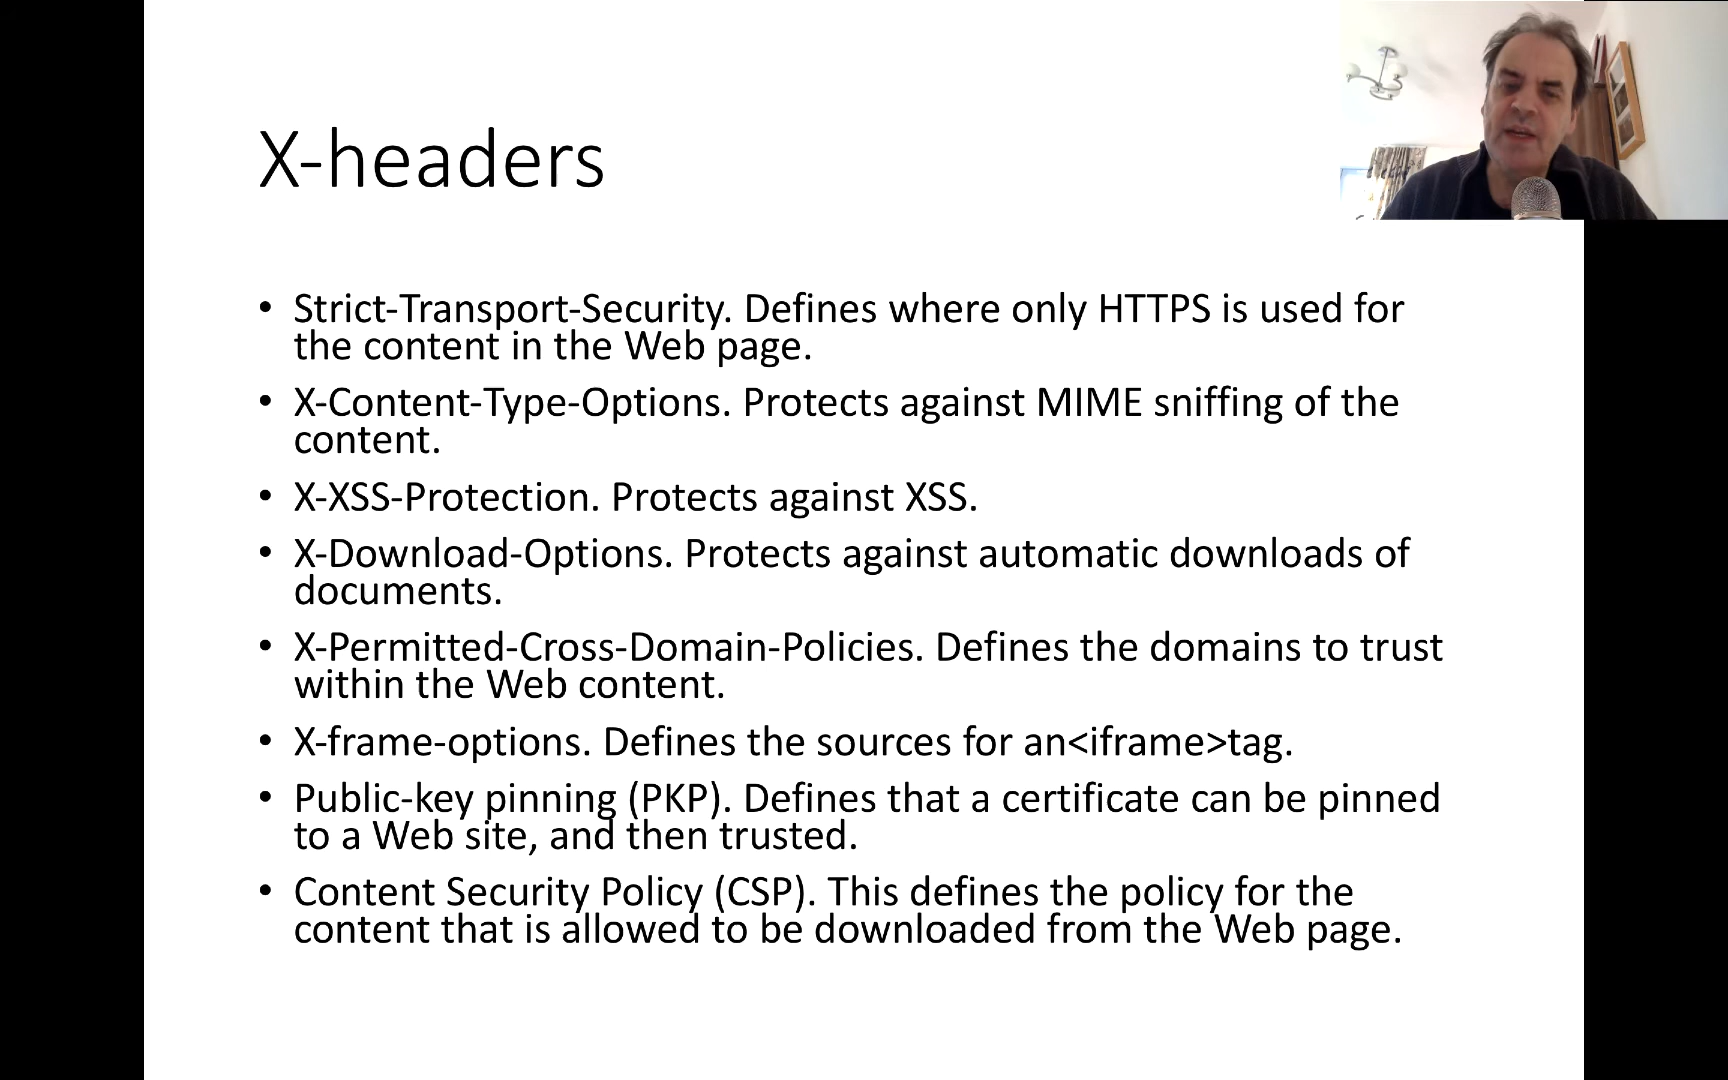 X-headers
• Strict-Transport-Security. Defines where only HTTPS is used for
the content in the Web page.
• X-Content-Type-Options. Protects against MIME sniffing of the
content.
• X-XSS-Protection. Protects against XSS.
• X-Download-Options. Protects against automatic downloads of
documents.
• X-Permitted-Cross-Domain-Policies. Defines the domains to trust
within the Web content.
• X-frame-options. Defines the sources for an<iframe>tag.
• Public-key pinning (PKP). Defines that a certificate can be pinned
to a Web site, and then trusted.
• Content Security Policy (CSP). This defines the policy for the
content that is allowed to be downloaded from the Web page.